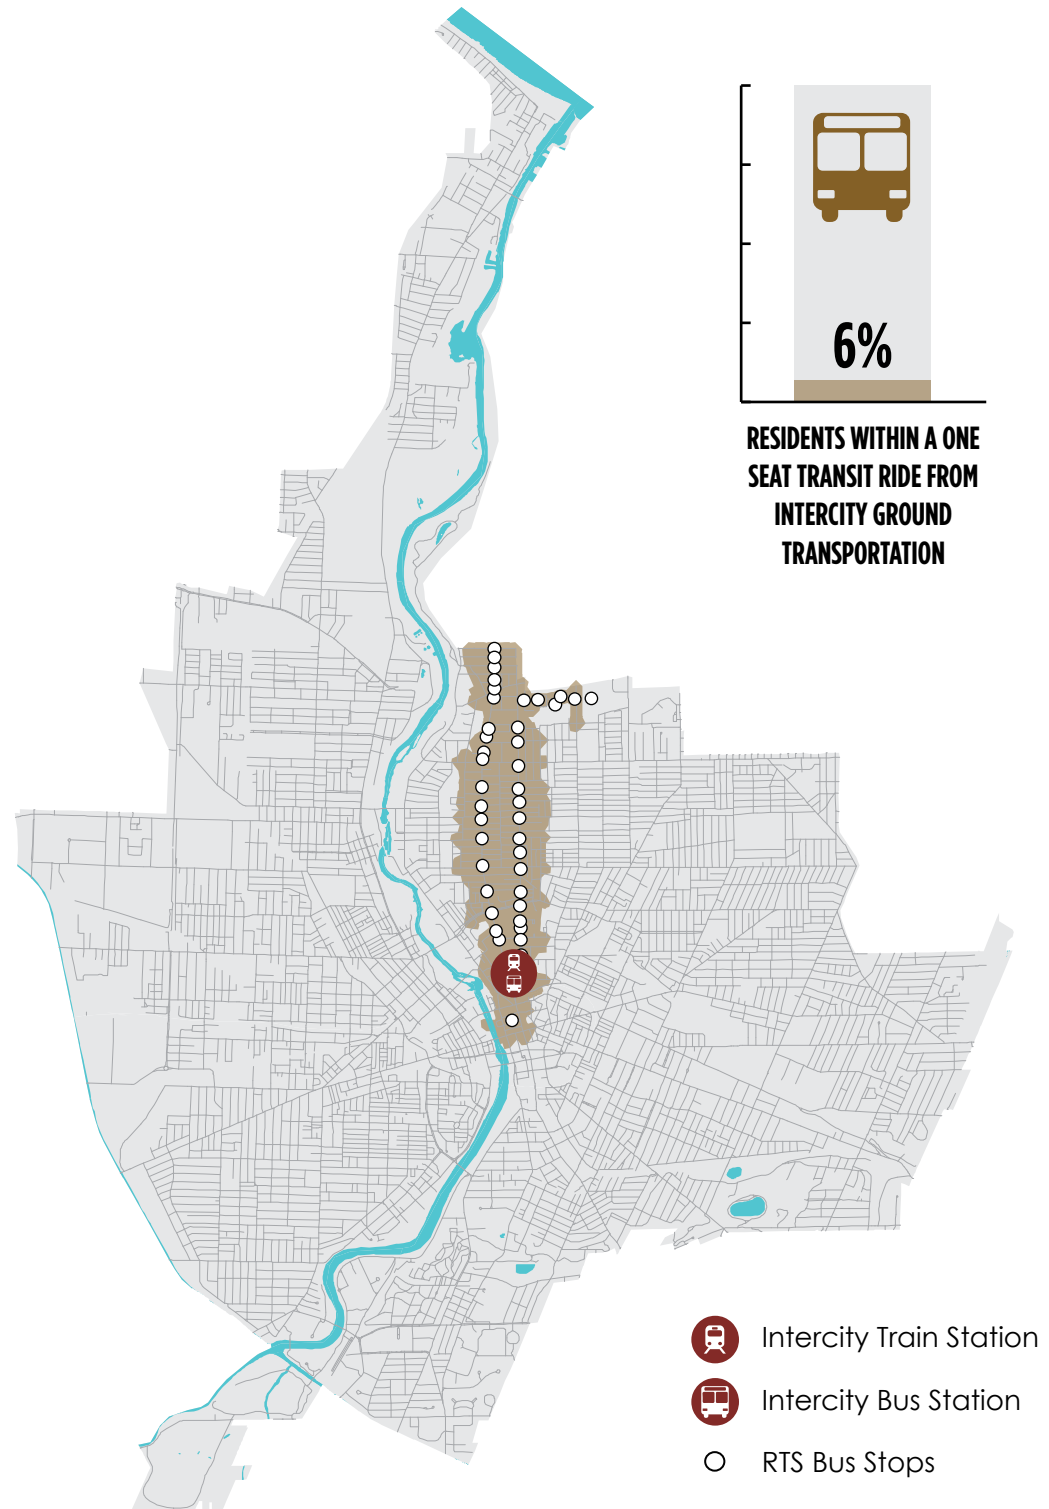 6%
RESIDENTS WITHIN A ONE
SEAT TRANSIT RIDE FROM
INTERCITY GROUND
TRANSPORTATION
Intercity Train Station
Intercity Bus Station
RTS Bus Stops